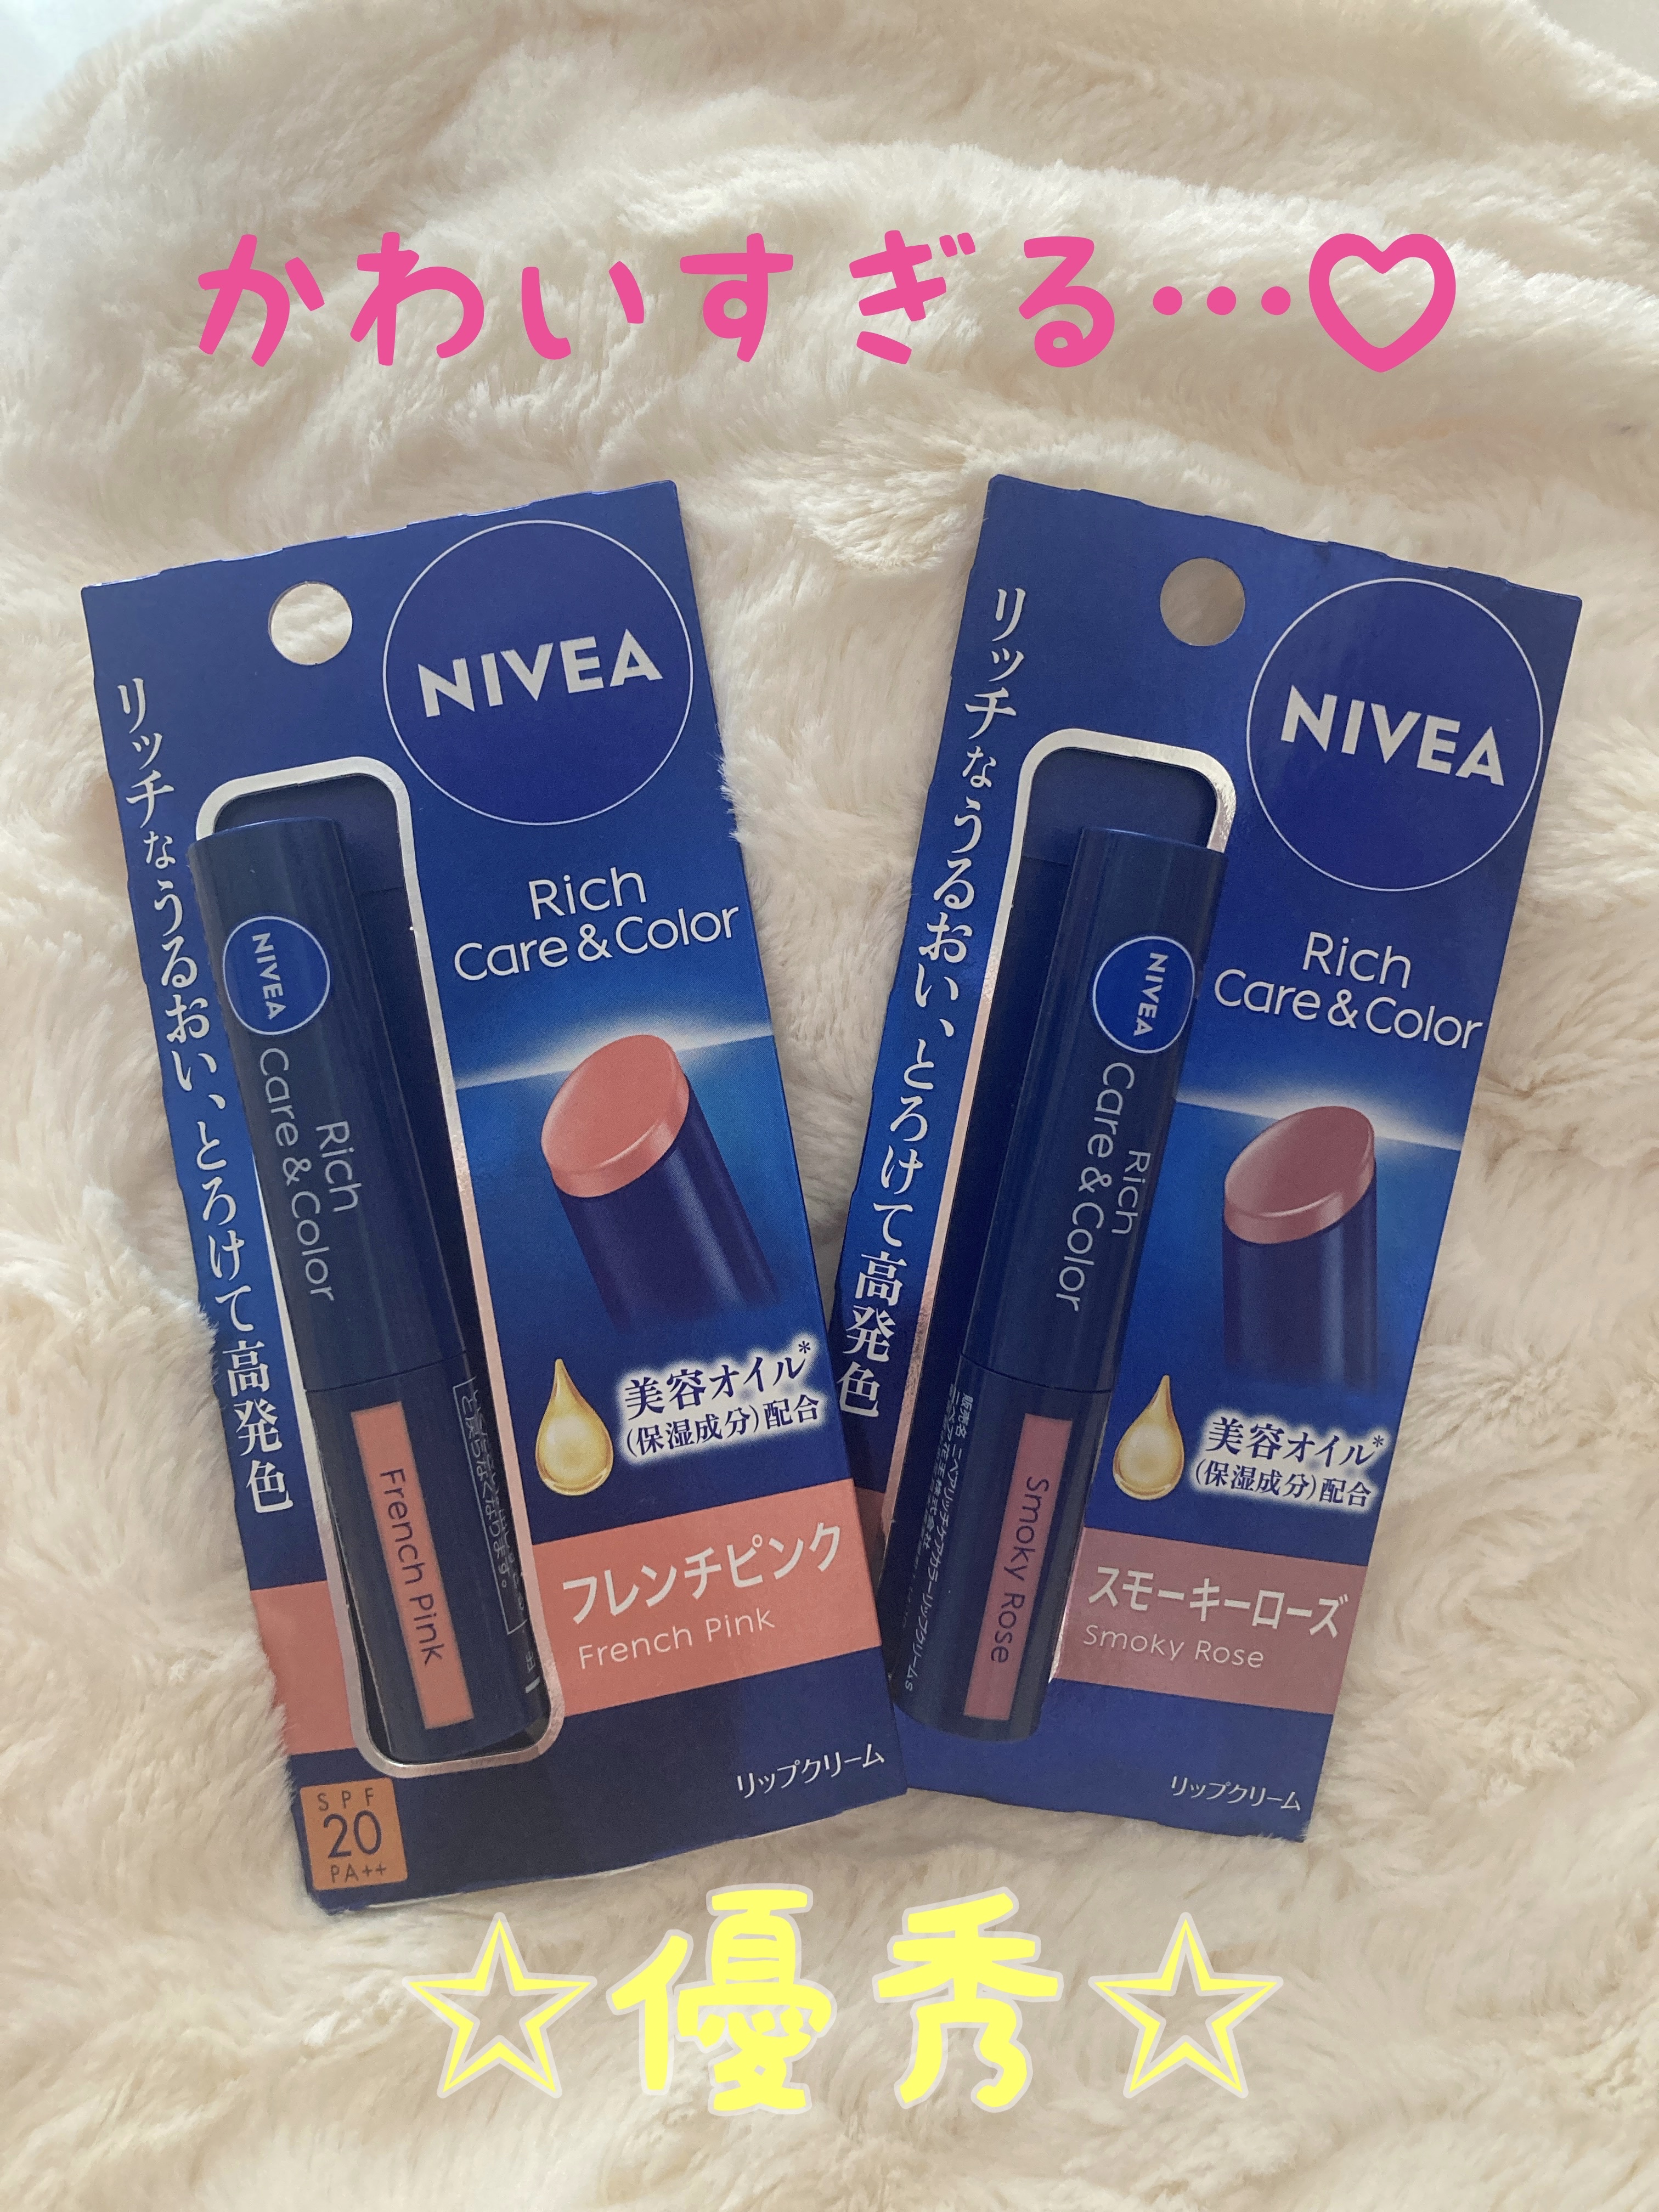 かわいすぎる…♡
NIVEA
リッチなうるおい、とろけて高発色
Rich
Care & Color
NIVEA
Rich
Care & Color
美容オイル*
(保湿成分)配合
French Pink
フレンチピンク
French Pink
リップクリーム
SPF
20
PA++
NIVEA
リッチなうるおい、とろけて高発色
Rich
Care & Color
NIVEA
Rich
Care & Color
美容オイル*
(保湿成分)配合
Smoky Rose
スモーキーローズ
Smoky Rose
リップクリーム
☆優秀☆